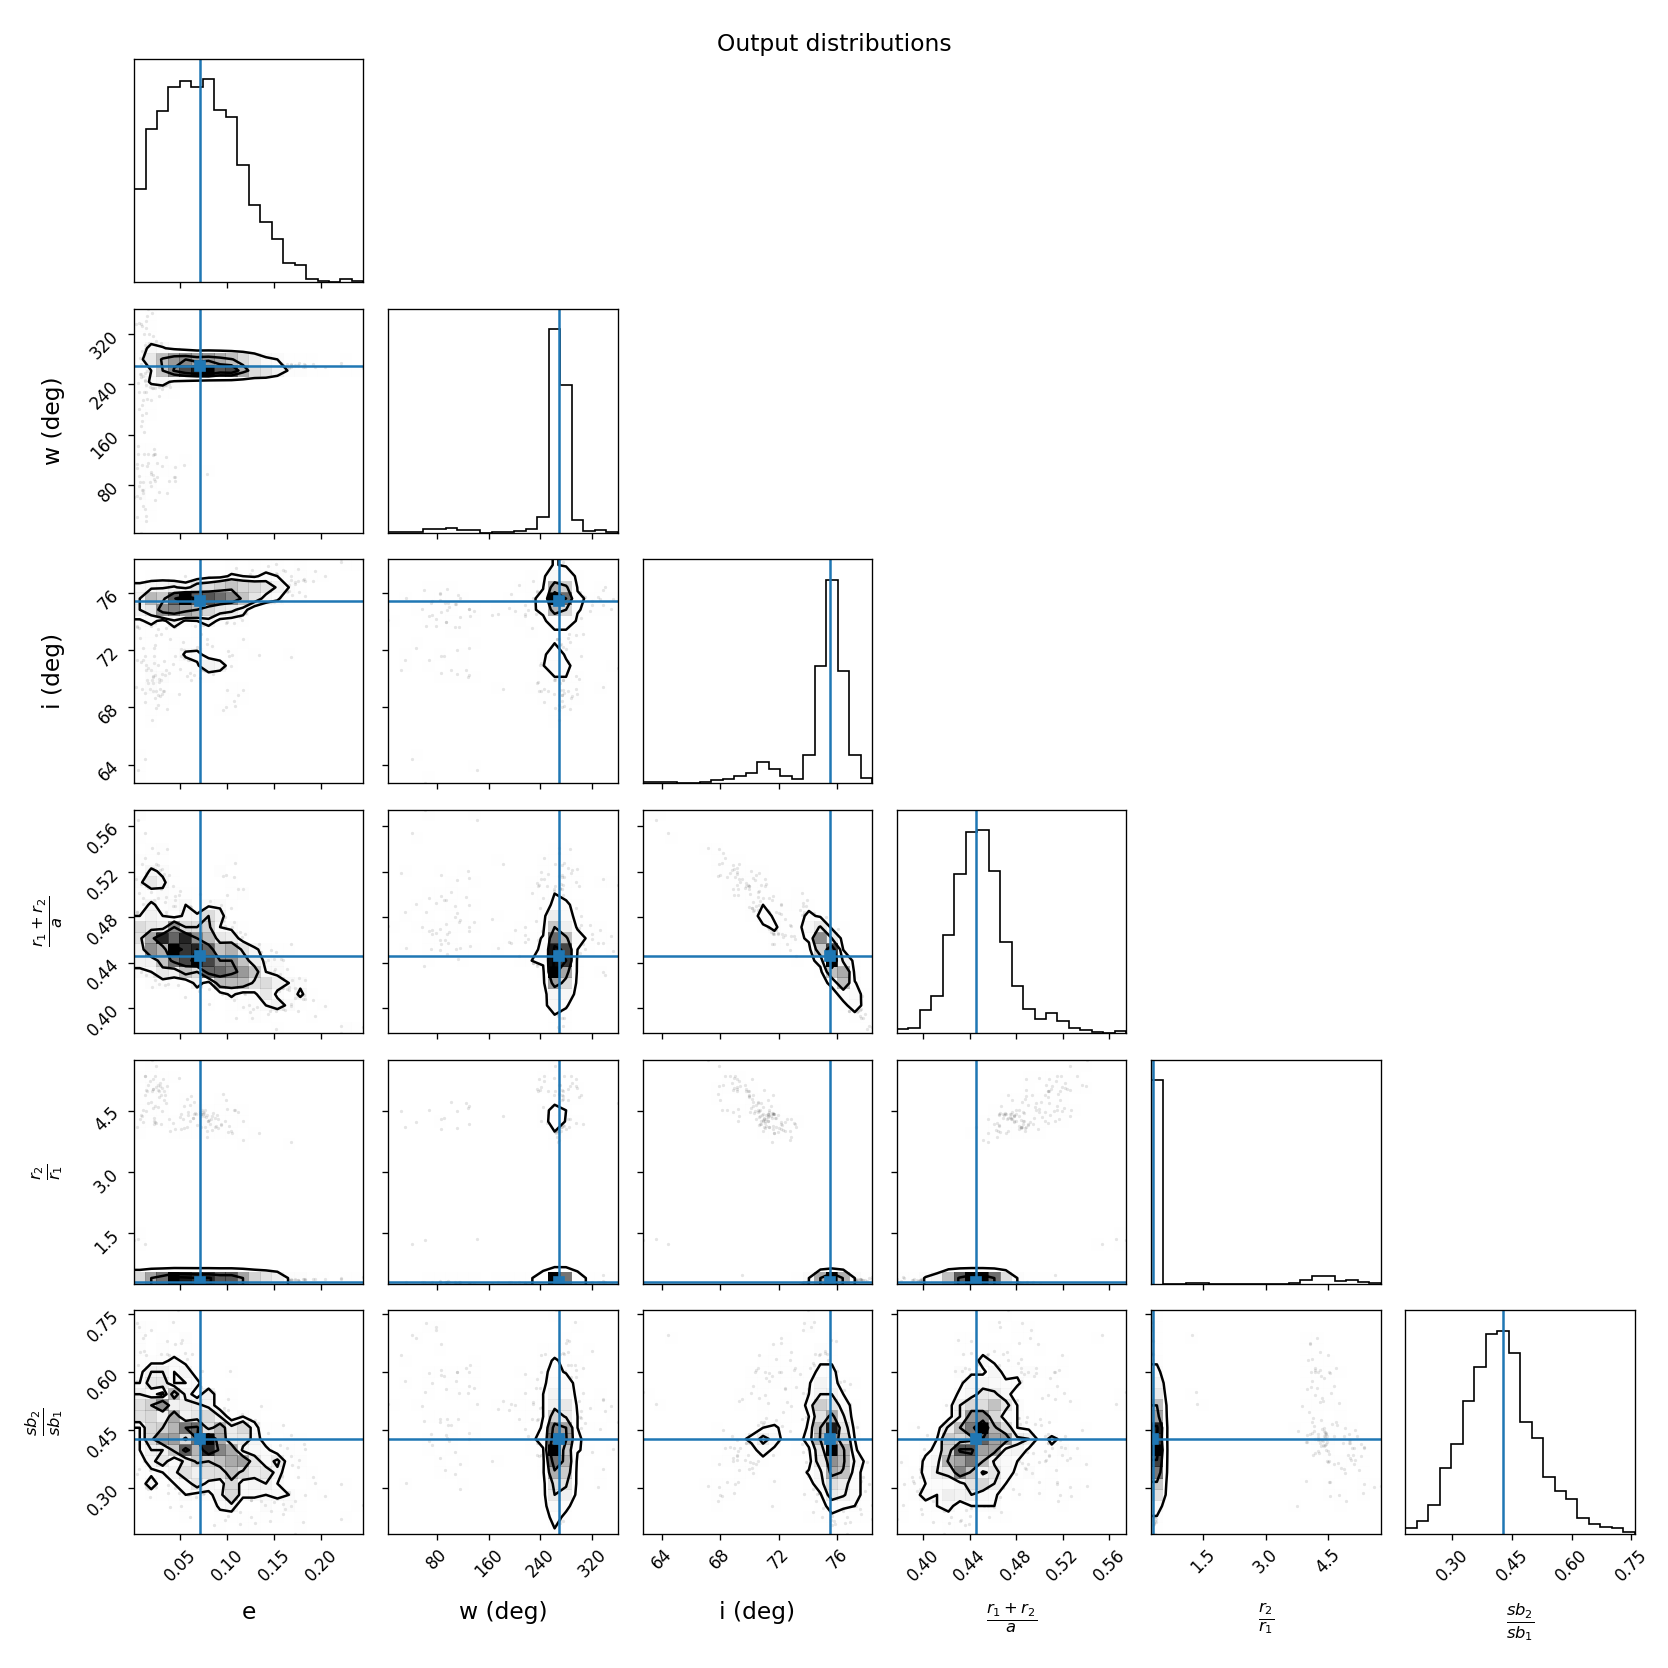 Output distributions
w (deg)
320
240
160
80
i (deg)
76
72
68
64
r₁ + r₂ / a
0.56
0.52
0.48
0.44
0.40
r₂ / r₁
4.5
3.0
1.5
sb₂ / sb₁
0.75
0.60
0.45
0.30
0.05 0.10 0.15 0.20 80 160 240 320 64 68 72 76 0.40 0.44 0.48 0.52 0.56 1.5 3.0 4.5 0.30 0.45 0.60 0.75
e w (deg) i (deg) r₁ + r₂ / a r₂ / r₁ sb₂ / sb₁